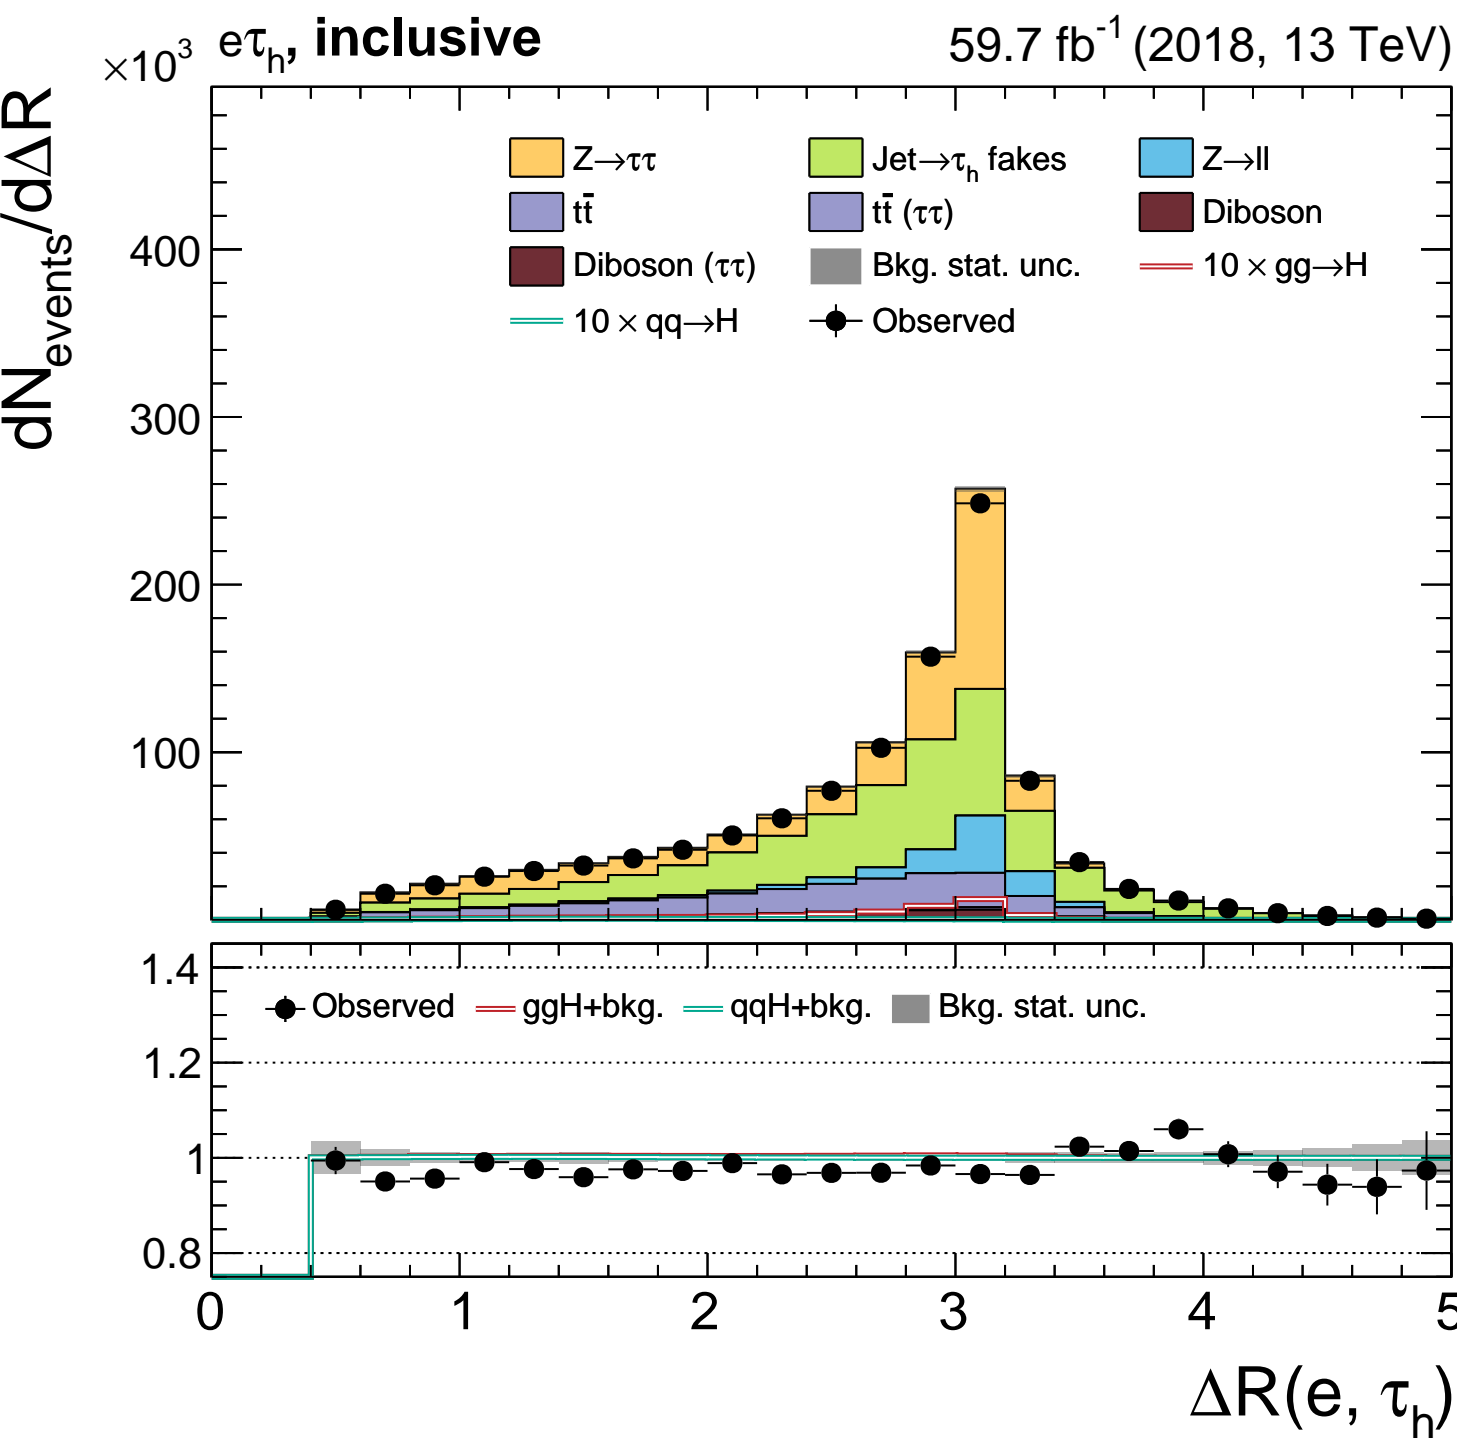 ×10³ eτₕ, inclusive 59.7 fb⁻¹ (2018, 13 TeV)
dN_events/dΔR
Z→ττ Jet→τₕ fakes Z→ll
tt̄ tt̄ (ττ) Diboson
Diboson (ττ) Bkg. stat. unc. 10 × gg→H
10 × qq→H Observed
400
300
200
100
1.4
Observed ggH+bkg. qqH+bkg. Bkg. stat. unc.
1.2
1
0.8
0 1 2 3 4 5
ΔR(e, τₕ)